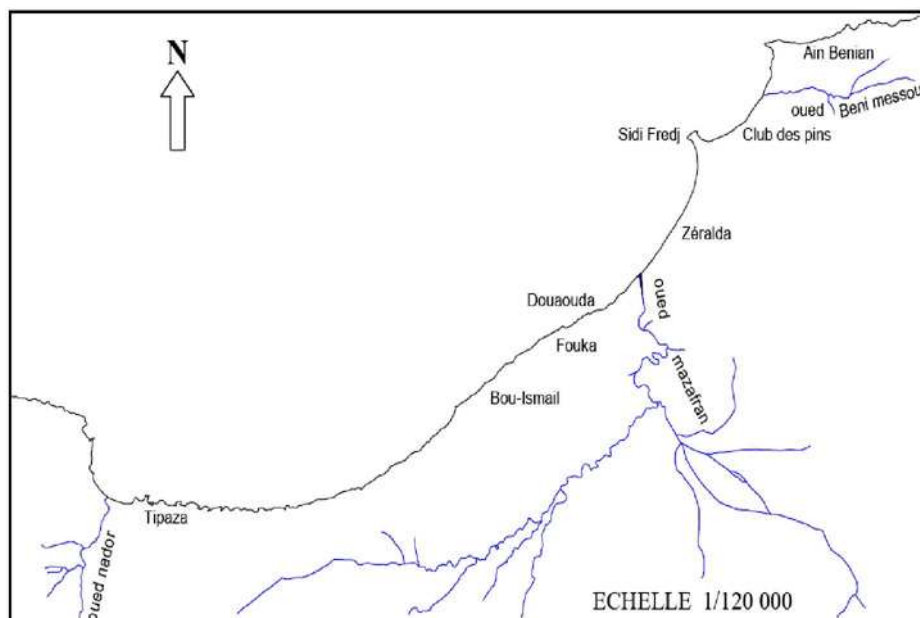 N
Ain Benian
oued Beni messou
Sidi Fredj
Club des pins
Zéralda
oued mazafran
Douaouda
Fouka
Bou-Ismail
Tipaza
oued nador
ECHELLE 1/120 000